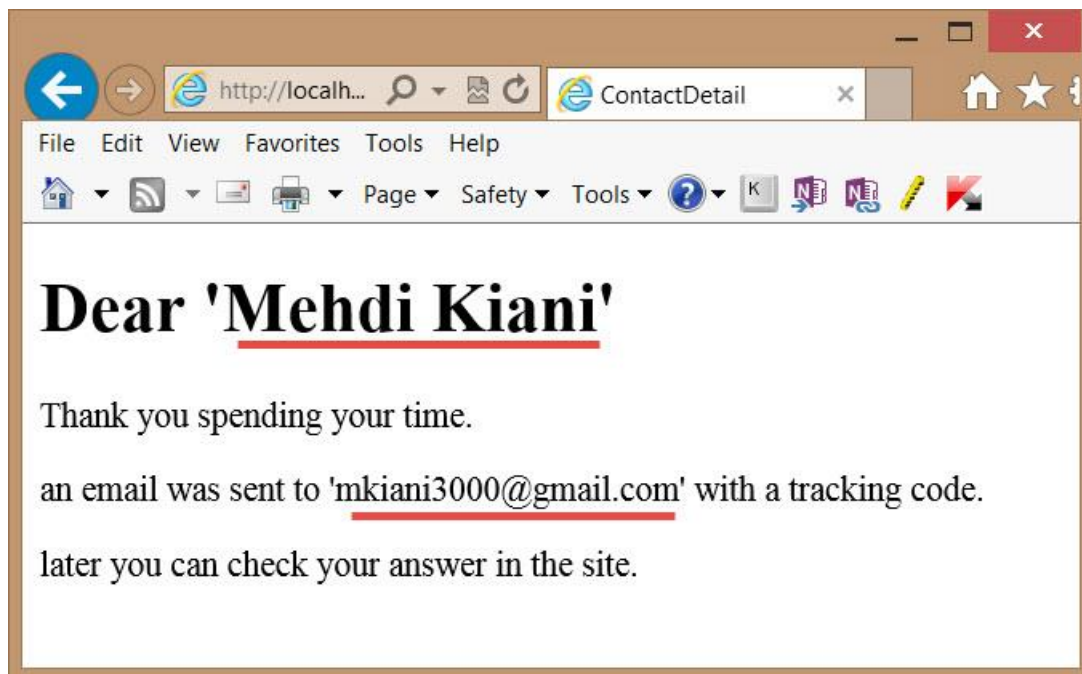 http://localh...
ContactDetail
File Edit View Favorites Tools Help
Page Safety Tools
Dear 'Mehdi Kiani'
Thank you spending your time.
an email was sent to 'mkiani3000@gmail.com' with a tracking code.
later you can check your answer in the site.